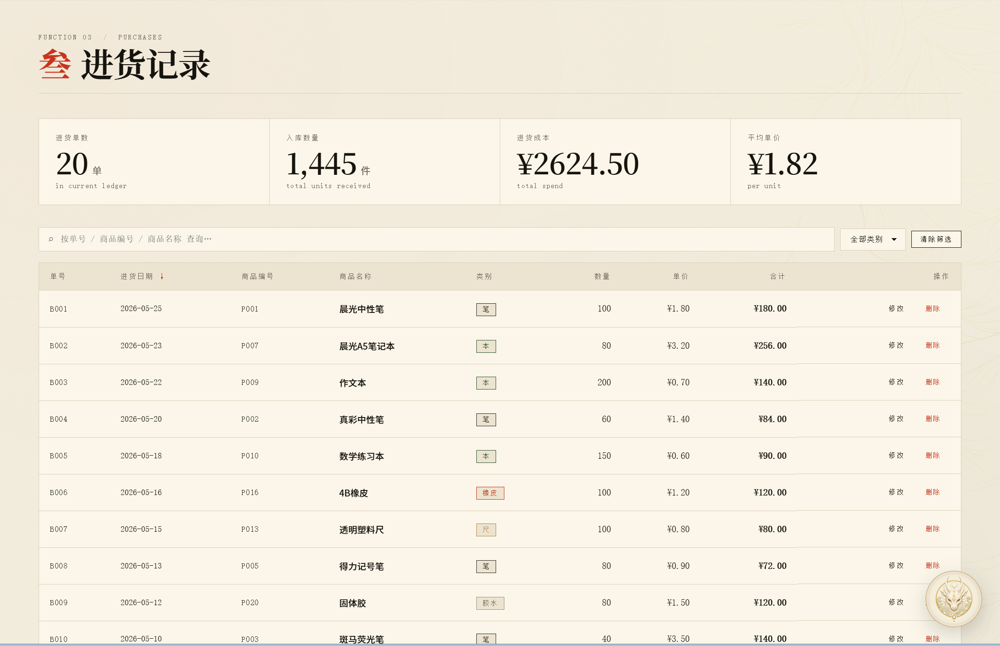 FUNCTION 03 / PURCHASES
叁 进货记录
进货单数 入库数量 进货成本 平均单价
20 单 1,445 件 ¥2624.50 ¥1.82
in current ledger total units received total spend per unit
按单号 / 商品编号 / 商品名称 查询… 全部类别 清除筛选
单号 进货日期 ↓ 商品编号 商品名称 类别 数量 单价 合计 操作
B001 2026-05-25 P001 晨光中性笔 笔 100 ¥1.80 ¥180.00 修改 删除
B002 2026-05-23 P007 晨光A5笔记本 本 80 ¥3.20 ¥256.00 修改 删除
B003 2026-05-22 P009 作文本 本 200 ¥0.70 ¥140.00 修改 删除
B004 2026-05-20 P002 真彩中性笔 笔 60 ¥1.40 ¥84.00 修改 删除
B005 2026-05-18 P010 数学练习本 本 150 ¥0.60 ¥90.00 修改 删除
B006 2026-05-16 P016 4B橡皮 橡皮 100 ¥1.20 ¥120.00 修改 删除
B007 2026-05-15 P013 透明塑料尺 尺 100 ¥0.80 ¥80.00 修改 删除
B008 2026-05-13 P005 得力记号笔 笔 80 ¥0.90 ¥72.00 修改 删除
B009 2026-05-12 P020 固体胶 胶水 80 ¥1.50 ¥120.00 修改
B010 2026-05-10 P003 斑马荧光笔 笔 40 ¥3.50 ¥140.00 修改 删除